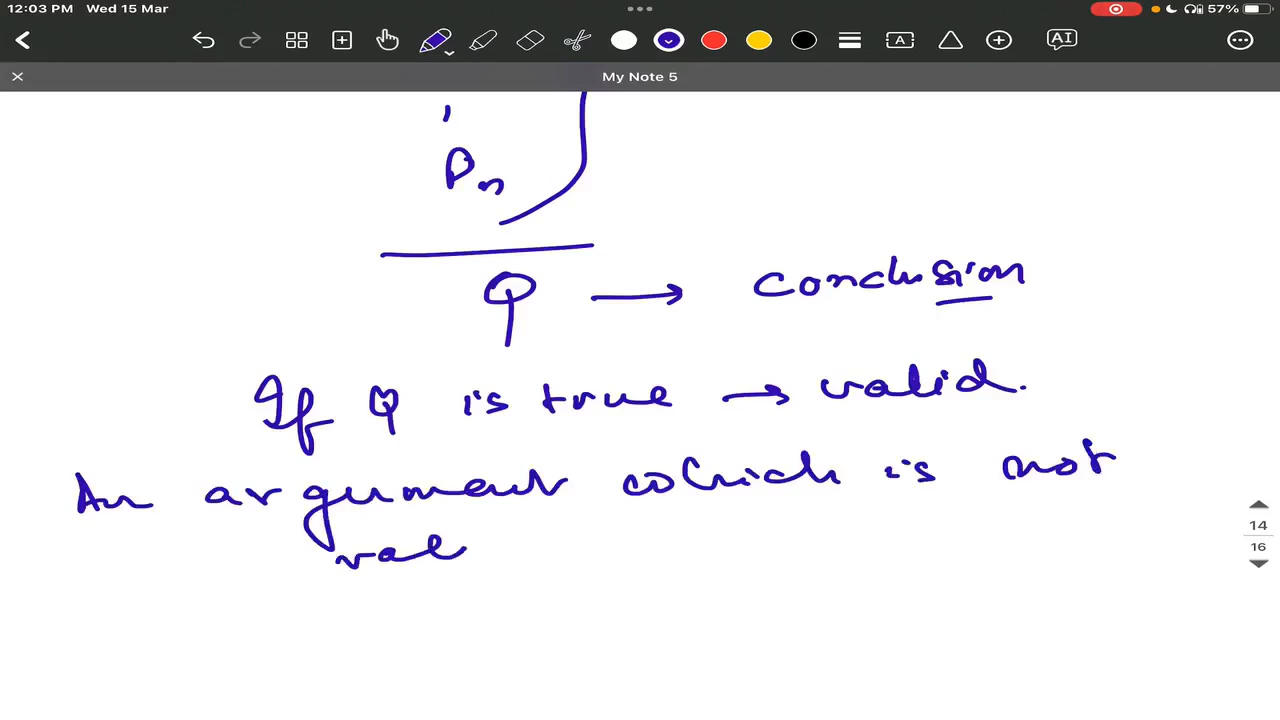 12:03 PM Wed 15 Mar
57%
AI
My Note 5
Pn
Q → conclusion
If Q is true → valid.
An argument which is not
val
14
16